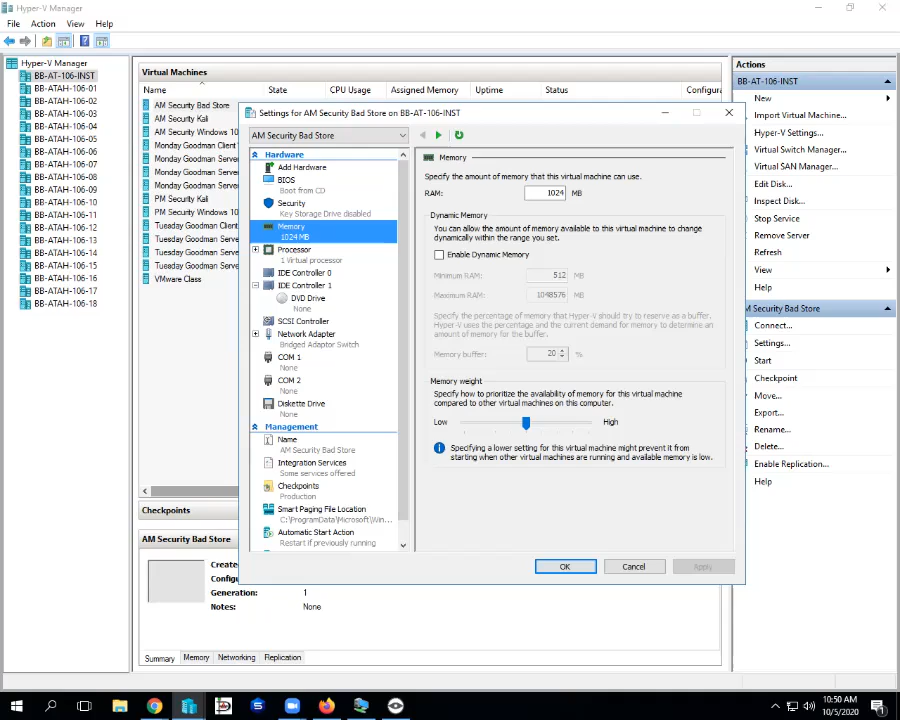 Hyper-V Manager
File Action View Help
Hyper-V Manager
BB-AT-106-INST
BB-ATAH-106-01
BB-ATAH-106-02
BB-ATAH-106-03
BB-ATAH-106-04
BB-ATAH-106-05
BB-ATAH-106-06
BB-ATAH-106-07
BB-ATAH-106-08
BB-ATAH-106-09
BB-ATAH-106-10
BB-ATAH-106-11
BB-ATAH-106-12
BB-ATAH-106-13
BB-ATAH-106-14
BB-ATAH-106-15
BB-ATAH-106-16
BB-ATAH-106-17
BB-ATAH-106-18
Virtual Machines
Name State CPU Usage Assigned Memory Uptime Status Configura
AM Security Bad Store
AM Security Kali
AM Security Windows 10
Monday Goodman Client
Monday Goodman Serve
Monday Goodman Serve
Monday Goodman Serve
PM Security Kali
PM Security Windows 10
Tuesday Goodman Client
Tuesday Goodman Serve
Tuesday Goodman Serve
Tuesday Goodman Serve
VMware Class
Checkpoints
AM Security Bad Store
Create
Config
Generation: 1
Notes: None
Summary Memory Networking Replication
Settings for AM Security Bad Store on BB-AT-106-INST
AM Security Bad Store
Hardware
Add Hardware
BIOS
Boot from CD
Security
Key Storage Drive disabled
Memory
1024 MB
Processor
1 Virtual processor
IDE Controller 0
IDE Controller 1
DVD Drive
None
SCSI Controller
Network Adapter
Bridged Adaptor Switch
COM 1
None
COM 2
None
Diskette Drive
None
Management
Name
AM Security Bad Store
Integration Services
Some services offered
Checkpoints
Production
Smart Paging File Location
C:\ProgramData\Microsoft\Win...
Automatic Start Action
Restart if previously running
Memory
Specify the amount of memory that this virtual machine can use.
RAM: 1024 MB
Dynamic Memory
You can allow the amount of memory available to this virtual machine to change
dynamically within the range you set.
Enable Dynamic Memory
Minimum RAM: 512 MB
Maximum RAM: 1048576 MB
Specify the percentage of memory that Hyper-V should try to reserve as a buffer.
Hyper-V uses the percentage and the current demand for memory to determine an
amount of memory for the buffer.
Memory buffer: 20 %
Memory weight
Specify how to prioritize the availability of memory for this virtual machine
compared to other virtual machines on this computer.
Low High
Specifying a lower setting for this virtual machine might prevent it from
starting when other virtual machines are running and available memory is low.
OK Cancel Apply
Actions
BB-AT-106-INST
New
Import Virtual Machine...
Hyper-V Settings...
Virtual Switch Manager...
Virtual SAN Manager...
Edit Disk...
Inspect Disk...
Stop Service
Remove Server
Refresh
View
Help
M Security Bad Store
Connect...
Settings...
Start
Checkpoint
Move...
Export...
Rename...
Delete...
Enable Replication...
Help
10:50 AM
10/5/2020